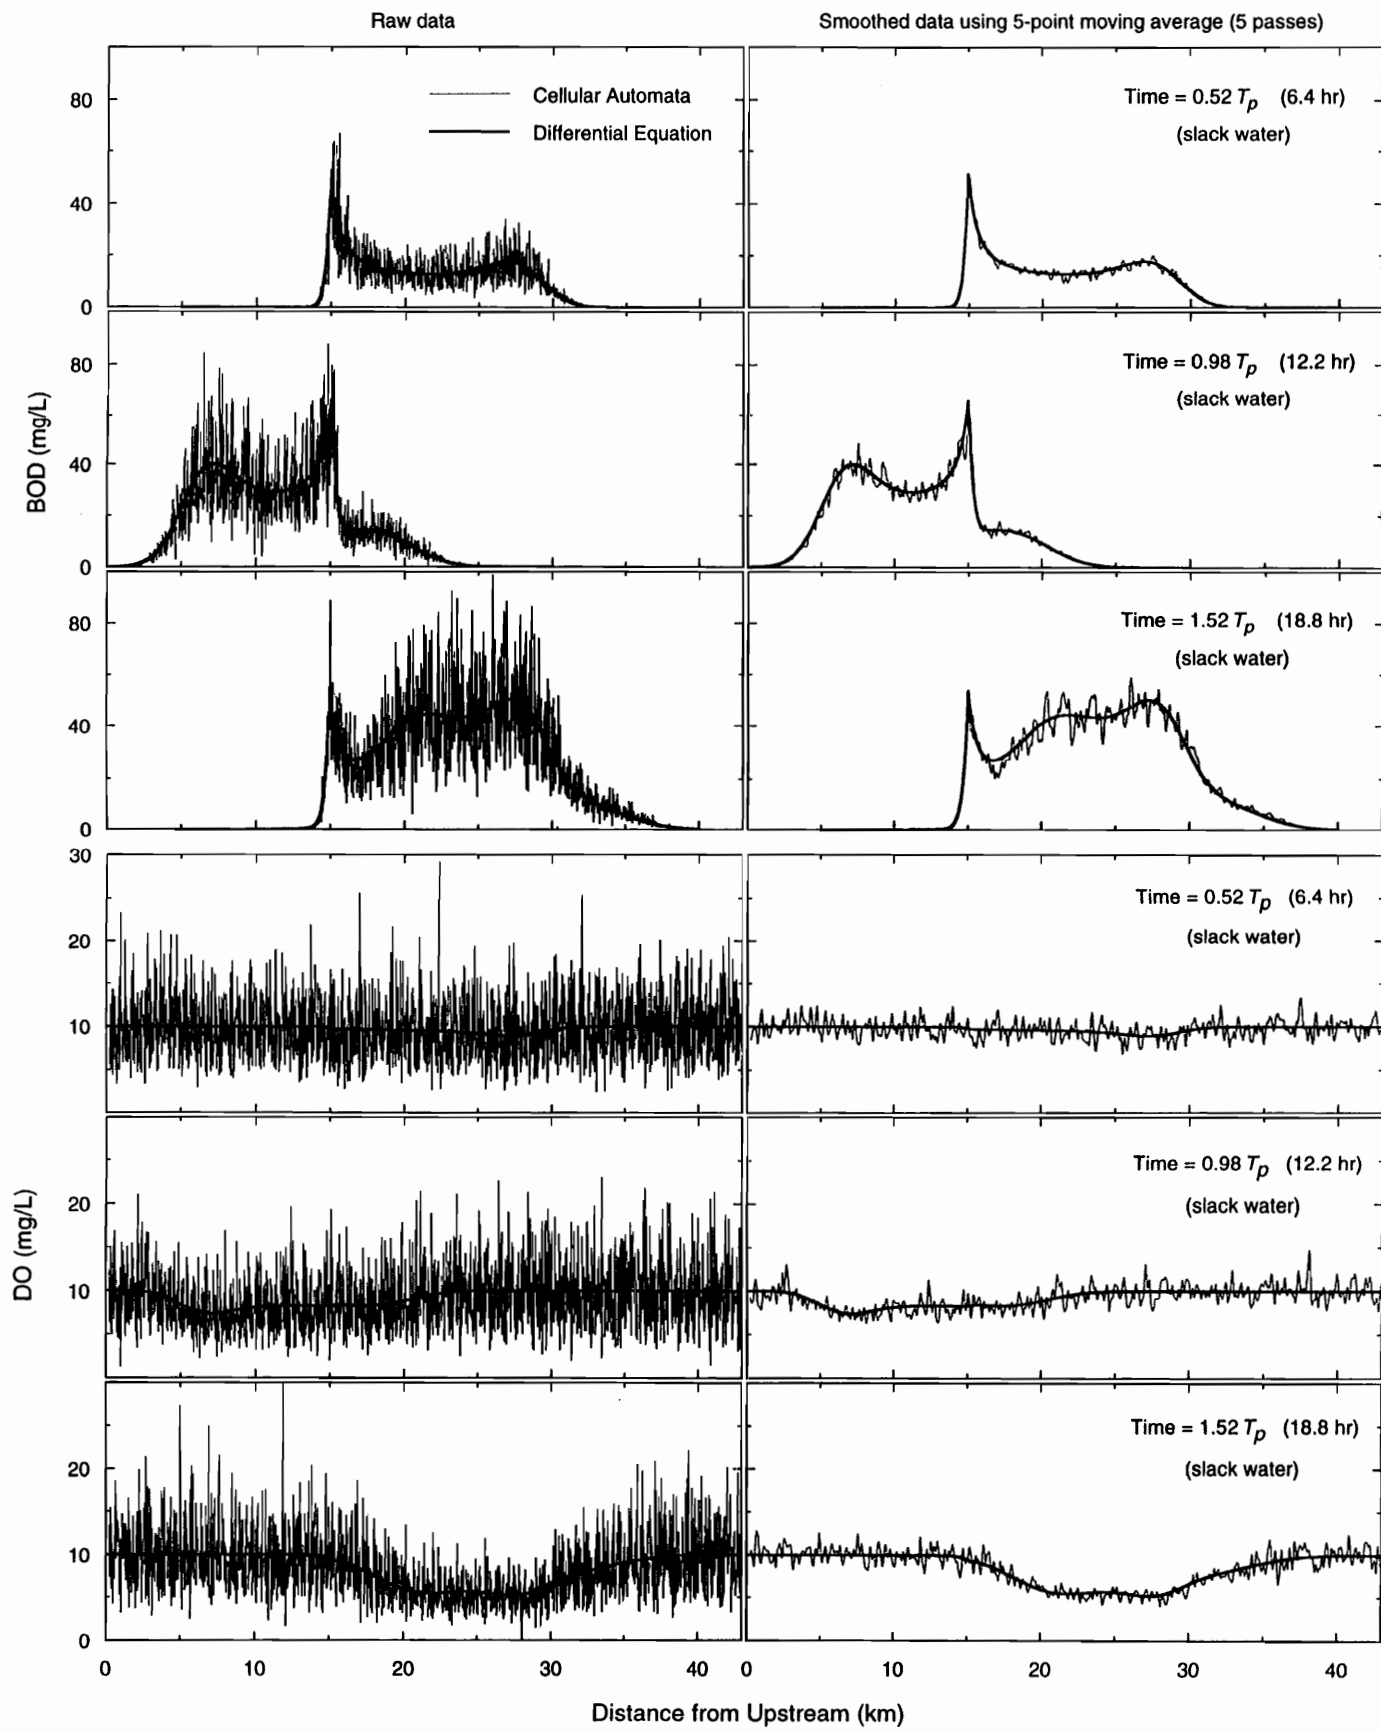 Raw data
Smoothed data using 5-point moving average (5 passes)
Cellular Automata
Differential Equation
Time = 0.52 Tp (6.4 hr)
(slack water)
80
40
0
Time = 0.98 Tp (12.2 hr)
(slack water)
80
40
0
BOD (mg/L)
Time = 1.52 Tp (18.8 hr)
(slack water)
80
40
0
Time = 0.52 Tp (6.4 hr)
(slack water)
30
20
10
Time = 0.98 Tp (12.2 hr)
(slack water)
20
10
DO (mg/L)
Time = 1.52 Tp (18.8 hr)
(slack water)
20
10
0
0 10 20 30 40 0 10 20 30 40
Distance from Upstream (km)